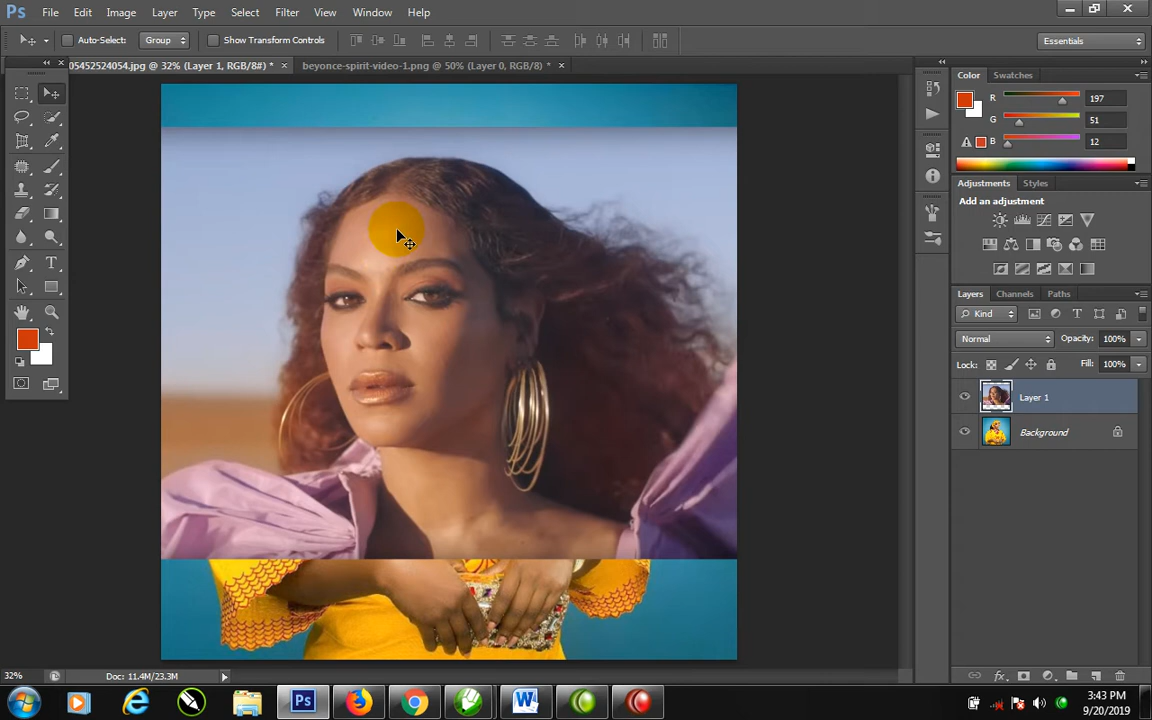 Ps File Edit Image Layer Type Select Filter View Window Help
Auto-Select: Group Show Transform Controls Essentials
05452524054.jpg @ 32% (Layer 1, RGB/8#) * × beyonce-spirit-video-1.png @ 50% (Layer 0, RGB/8) * ×
Color Swatches
R 197
G 51
B 12
Adjustments Styles
Add an adjustment
Layers Channels Paths
Kind
Normal Opacity: 100%
Lock: Fill: 100%
Layer 1
Background
32% Doc: 11.4M/23.3M
Ps W
3:43 PM
9/20/2019